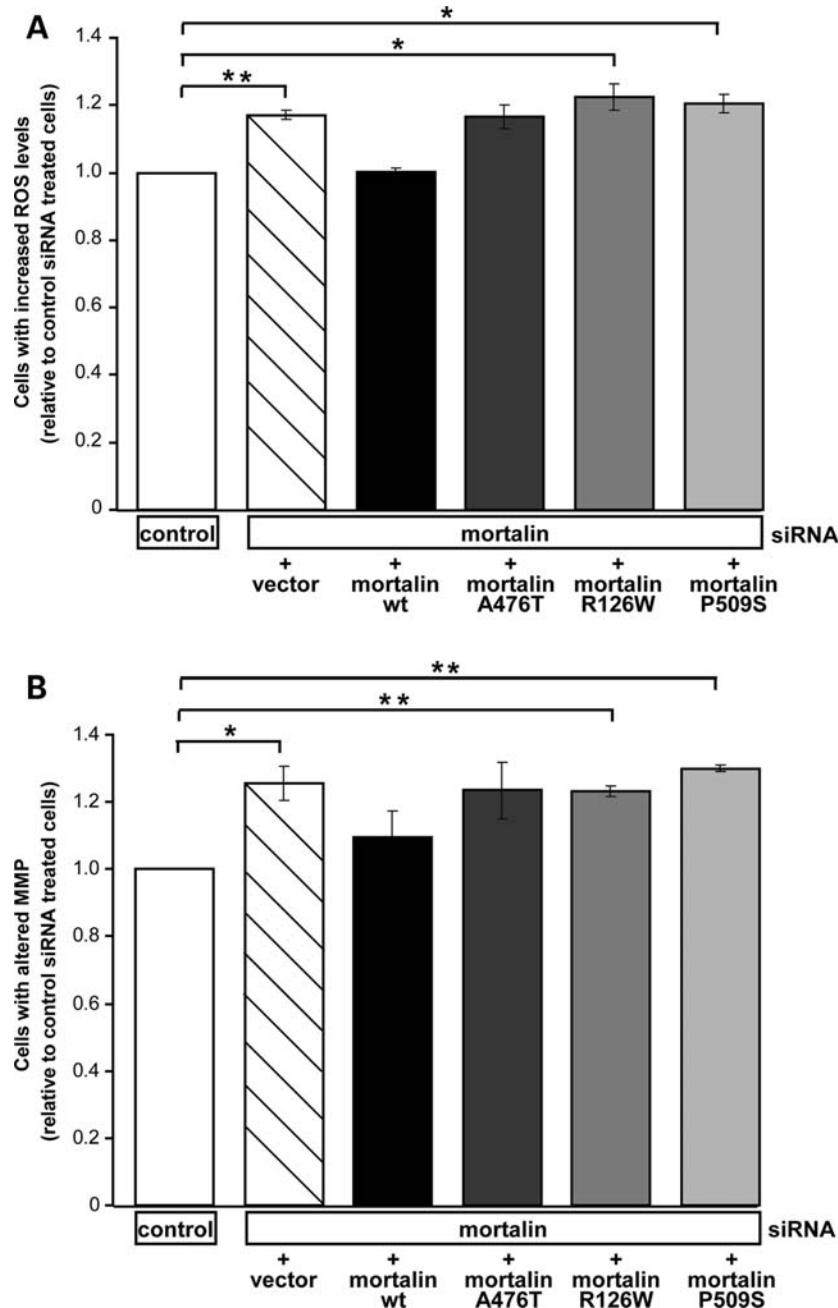 A
*
*
**
Cells with increased ROS levels
(relative to control siRNA treated cells)
1.4
1.2
1.0
0.8
0.6
0.4
0.2
0
control
mortalin
siRNA
+
vector
+
mortalin
wt
+
mortalin
A476T
+
mortalin
R126W
+
mortalin
P509S
B
**
**
*
Cells with altered MMP
(relative to control siRNA treated cells)
1.4
1.2
1.0
0.8
0.6
0.4
0.2
0
control
mortalin
siRNA
+
vector
+
mortalin
wt
+
mortalin
A476T
+
mortalin
R126W
+
mortalin
P509S